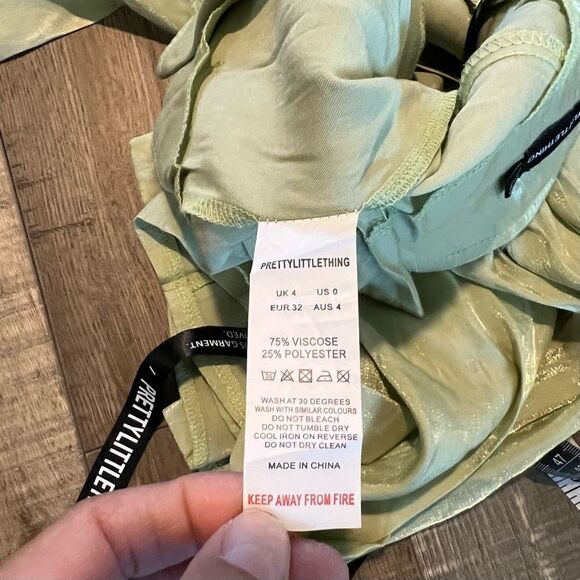 PRETTYLITTLETHING
UK 4 US 0
EUR 32 AUS 4
75% VISCOSE
25% POLYESTER
WASH AT 30 DEGREES
WASH WITH SIMILAR COLOURS
DO NOT BLEACH
DO NOT TUMBLE DRY
COOL IRON ON REVERSE
DO NOT DRY CLEAN
MADE IN CHINA
KEEP AWAY FROM FIRE
GARMENT.
PRETTYLITTLE